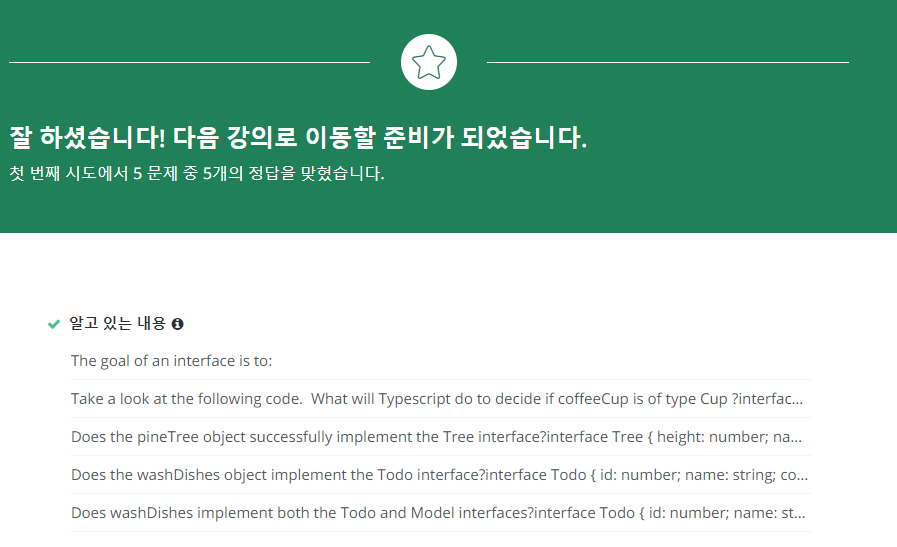 잘 하셨습니다! 다음 강의로 이동할 준비가 되었습니다.
첫 번째 시도에서 5 문제 중 5개의 정답을 맞혔습니다.
알고 있는 내용
The goal of an interface is to:
Take a look at the following code.  What will Typescript do to decide if coffeeCup is of type Cup ?interfac...
Does the pineTree object successfully implement the Tree interface?interface Tree { height: number; na...
Does the washDishes object implement the Todo interface?interface Todo { id: number; name: string; co...
Does washDishes implement both the Todo and Model interfaces?interface Todo { id: number; name: st...